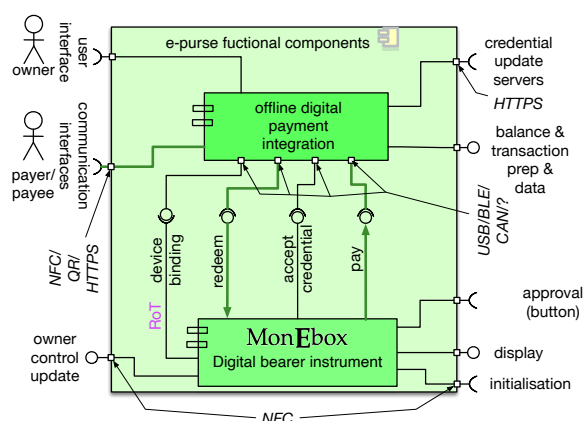 e-purse fuctional components
owner
user
interface
credential
update
servers
HTTPS
offline digital
payment
integration
payer/
payee
communication
interfaces
balance &
transaction
prep &
data
NFC/
QR/
HTTPS
USB/BLE/
CAN/?
device
binding
redeem
accept
credential
pay
RoT
MonEbox
Digital bearer instrument
owner
control
update
approval
(button)
display
initialisation
NFC